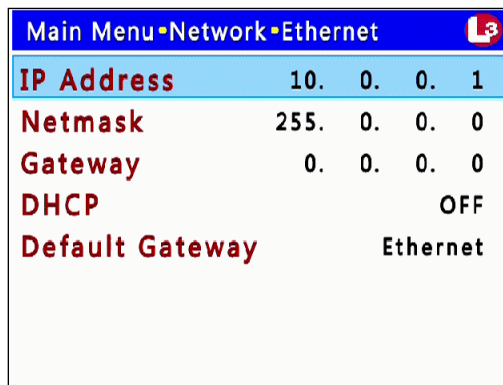 Main Menu•Network•Ethernet L3
IP Address 10. 0. 0. 1
Netmask 255. 0. 0. 0
Gateway 0. 0. 0. 0
DHCP OFF
Default Gateway Ethernet